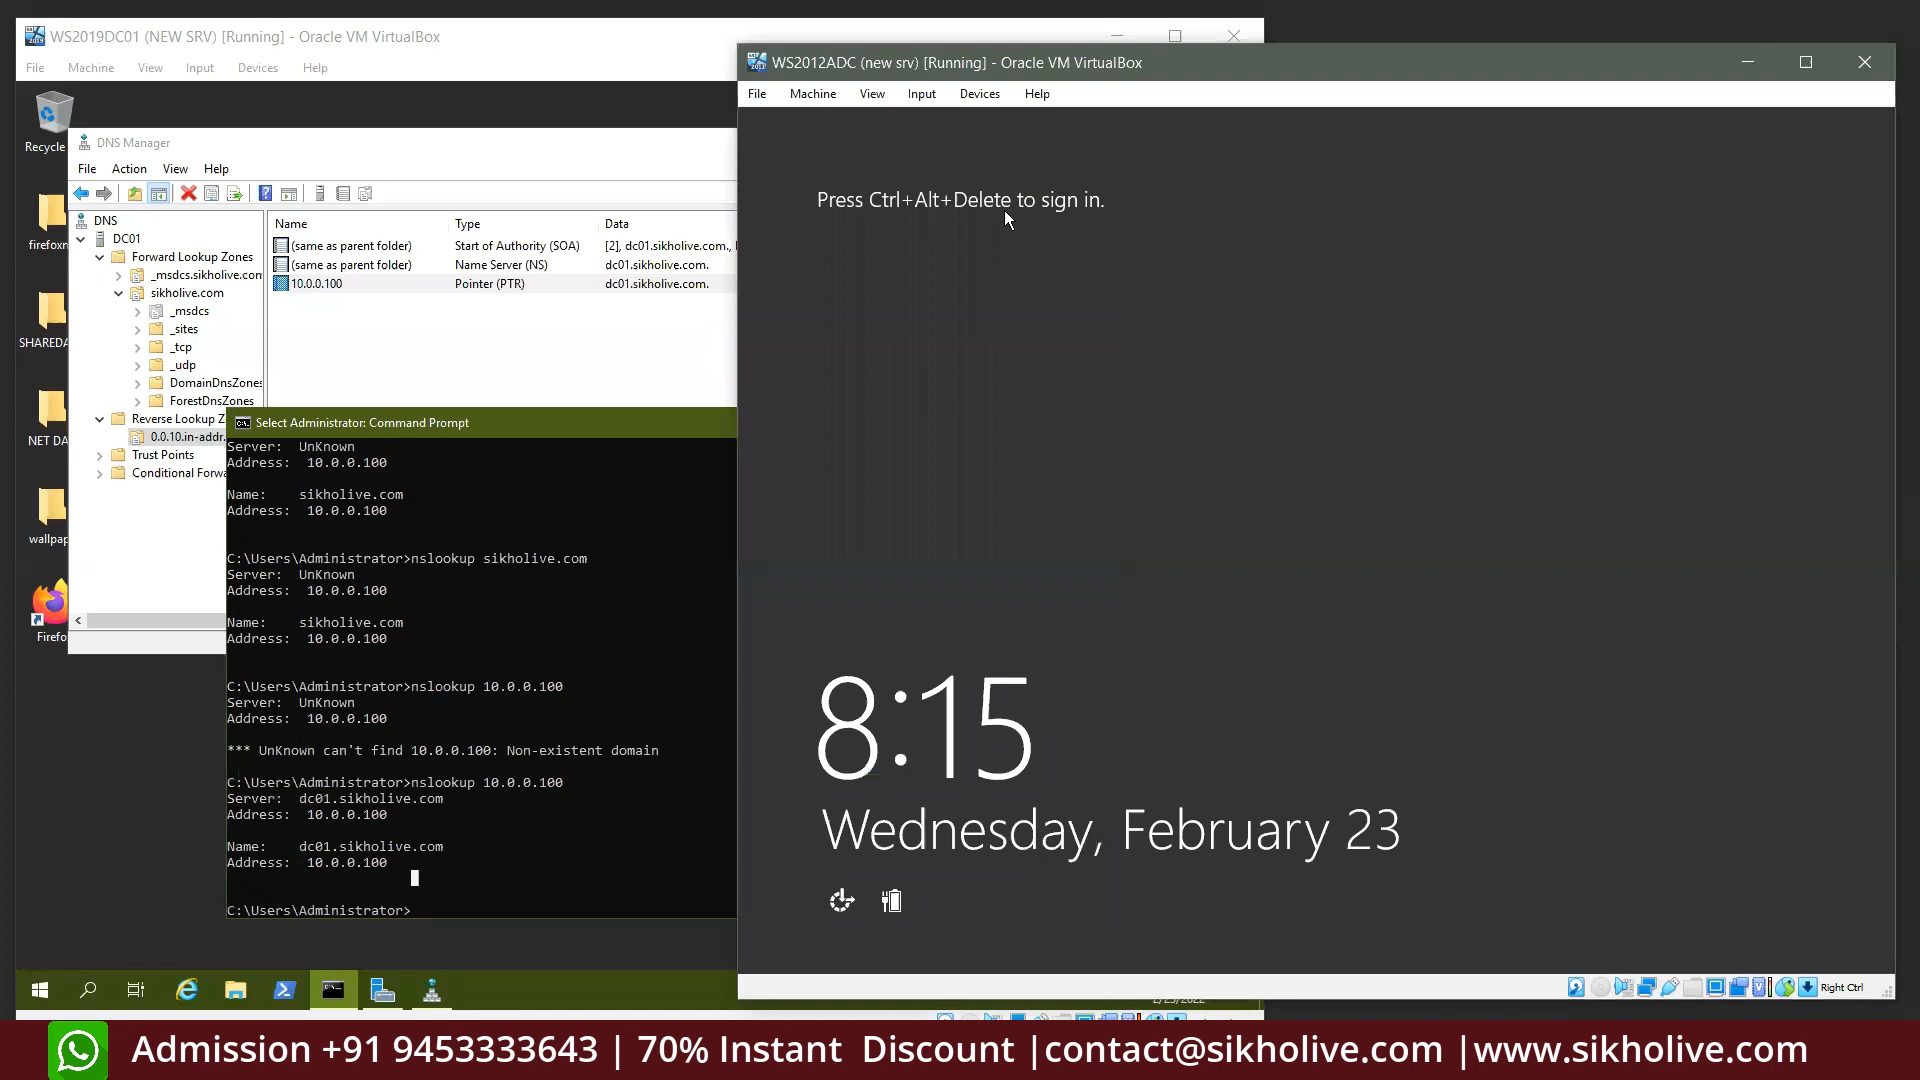 WS2019DC01 (NEW SRV) [Running] - Oracle VM VirtualBox
File Machine View Input Devices Help
Recycle
firefoxn
SHAREDA
NET DA
wallpap
Firefo
DNS Manager
File Action View Help
DNS
DC01
Forward Lookup Zones
_msdcs.sikholive.com
sikholive.com
_msdcs
_sites
_tcp
_udp
DomainDnsZones
ForestDnsZones
Reverse Lookup Z
0.0.10.in-addr.
Trust Points
Conditional Forwa
Name Type Data
(same as parent folder) Start of Authority (SOA) [2], dc01.sikholive.com.,
(same as parent folder) Name Server (NS) dc01.sikholive.com.
10.0.0.100 Pointer (PTR) dc01.sikholive.com.
Select Administrator: Command Prompt
Server: UnKnown
Address: 10.0.0.100
Name: sikholive.com
Address: 10.0.0.100
C:\Users\Administrator>nslookup sikholive.com
Server: UnKnown
Address: 10.0.0.100
Name: sikholive.com
Address: 10.0.0.100
C:\Users\Administrator>nslookup 10.0.0.100
Server: UnKnown
Address: 10.0.0.100
*** UnKnown can't find 10.0.0.100: Non-existent domain
C:\Users\Administrator>nslookup 10.0.0.100
Server: dc01.sikholive.com
Address: 10.0.0.100
Name: dc01.sikholive.com
Address: 10.0.0.100
C:\Users\Administrator>
WS2012ADC (new srv) [Running] - Oracle VM VirtualBox
File Machine View Input Devices Help
Press Ctrl+Alt+Delete to sign in.
8:15
Wednesday, February 23
Right Ctrl
Admission +91 9453333643 | 70% Instant Discount |contact@sikholive.com |www.sikholive.com